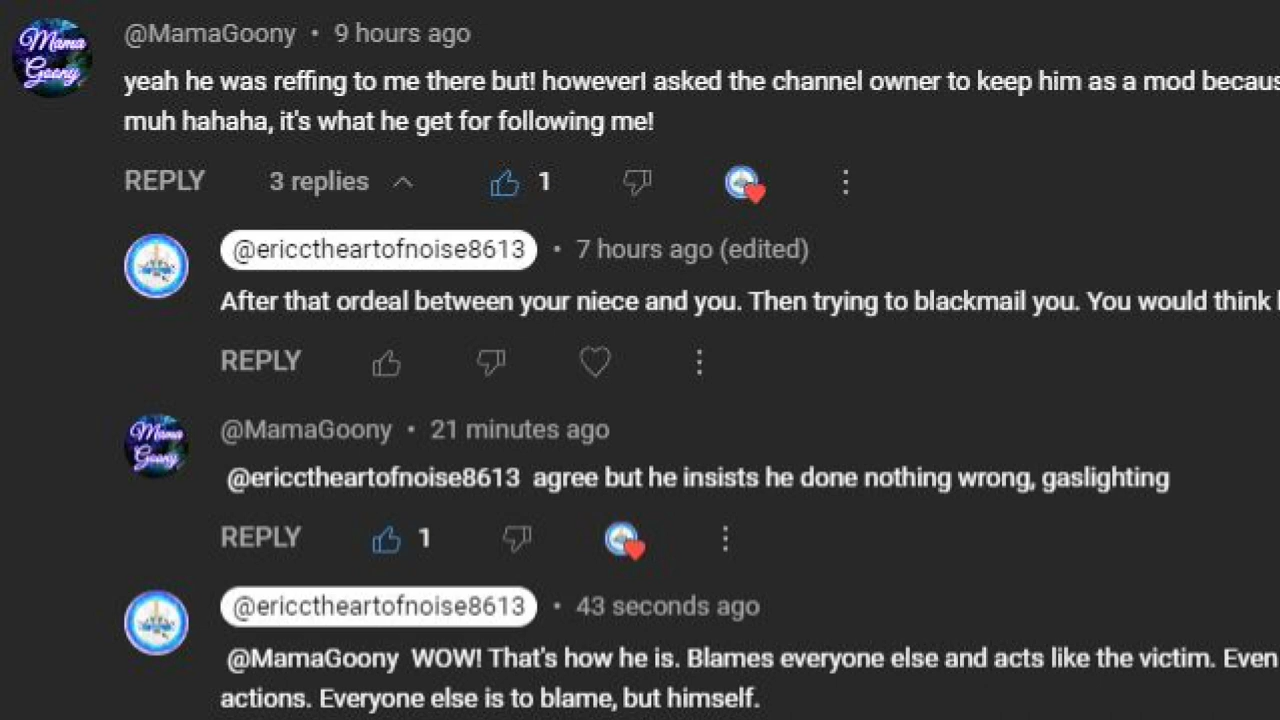 Mama
Goony
@MamaGoony • 9 hours ago
yeah he was reffing to me there but! howeverI asked the channel owner to keep him as a mod becaus
muh hahaha, it's what he get for following me!
REPLY 3 replies 1
@ericctheartofnoise8613 • 7 hours ago (edited)
After that ordeal between your niece and you. Then trying to blackmail you. You would think
REPLY
Mama
Goony
@MamaGoony • 21 minutes ago
@ericctheartofnoise8613 agree but he insists he done nothing wrong, gaslighting
REPLY 1
@ericctheartofnoise8613 • 43 seconds ago
@MamaGoony WOW! That's how he is. Blames everyone else and acts like the victim. Even
actions. Everyone else is to blame, but himself.